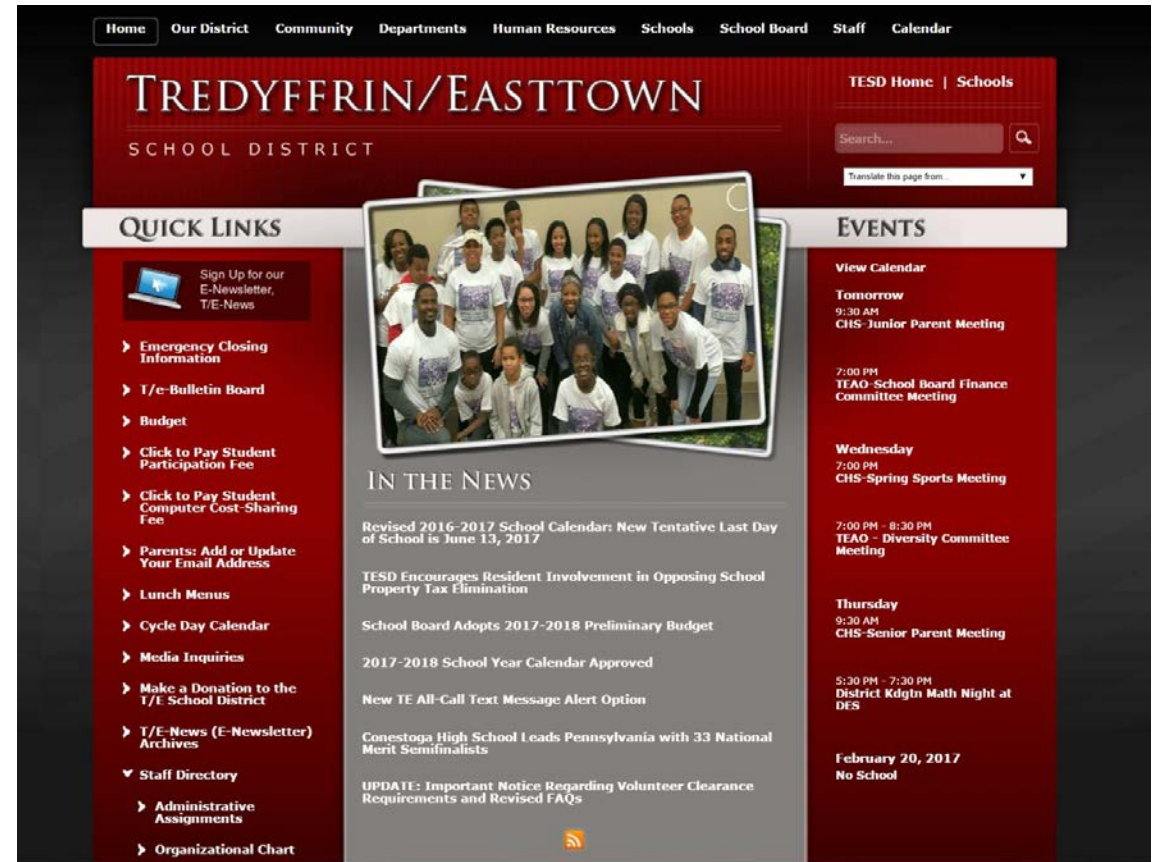 Home Our District Community Departments Human Resources Schools School Board Staff Calendar
TREDYFFRIN/EASTTOWN
SCHOOL DISTRICT
TESD Home | Schools
Search...
Translate this page from...
QUICK LINKS
Sign Up for our
E-Newsletter,
T/E-News
Emergency Closing
Information
T/e-Bulletin Board
Budget
Click to Pay Student
Participation Fee
Click to Pay Student
Computer Cost-Sharing
Fee
Parents: Add or Update
Your Email Address
Lunch Menus
Cycle Day Calendar
Media Inquiries
Make a Donation to the
T/E School District
T/E-News (E-Newsletter)
Archives
Staff Directory
Administrative
Assignments
Organizational Chart
IN THE NEWS
Revised 2016-2017 School Calendar: New Tentative Last Day
of School is June 13, 2017
TESD Encourages Resident Involvement in Opposing School
Property Tax Elimination
School Board Adopts 2017-2018 Preliminary Budget
2017-2018 School Year Calendar Approved
New TE All-Call Text Message Alert Option
Conestoga High School Leads Pennsylvania with 33 National
Merit Semifinalists
UPDATE: Important Notice Regarding Volunteer Clearance
Requirements and Revised FAQs
EVENTS
View Calendar
Tomorrow
9:30 AM
CHS-Junior Parent Meeting
7:00 PM
TEAO-School Board Finance
Committee Meeting
Wednesday
7:00 PM
CHS-Spring Sports Meeting
7:00 PM - 8:30 PM
TEAO - Diversity Committee
Meeting
Thursday
9:30 AM
CHS-Senior Parent Meeting
5:30 PM - 7:30 PM
District Kdgtn Math Night at
DES
February 20, 2017
No School